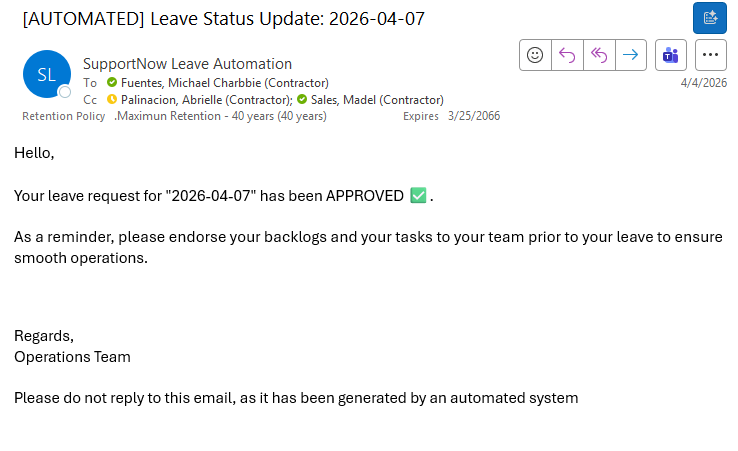 [AUTOMATED] Leave Status Update: 2026-04-07
SL
SupportNow Leave Automation
To Fuentes, Michael Charbbie (Contractor)
Cc Palinacion, Abrielle (Contractor); Sales, Madel (Contractor)
4/4/2026
Retention Policy .Maximun Retention - 40 years (40 years) Expires 3/25/2066
Hello,
Your leave request for "2026-04-07" has been APPROVED ✅ .
As a reminder, please endorse your backlogs and your tasks to your team prior to your leave to ensure
smooth operations.
Regards,
Operations Team
Please do not reply to this email, as it has been generated by an automated system